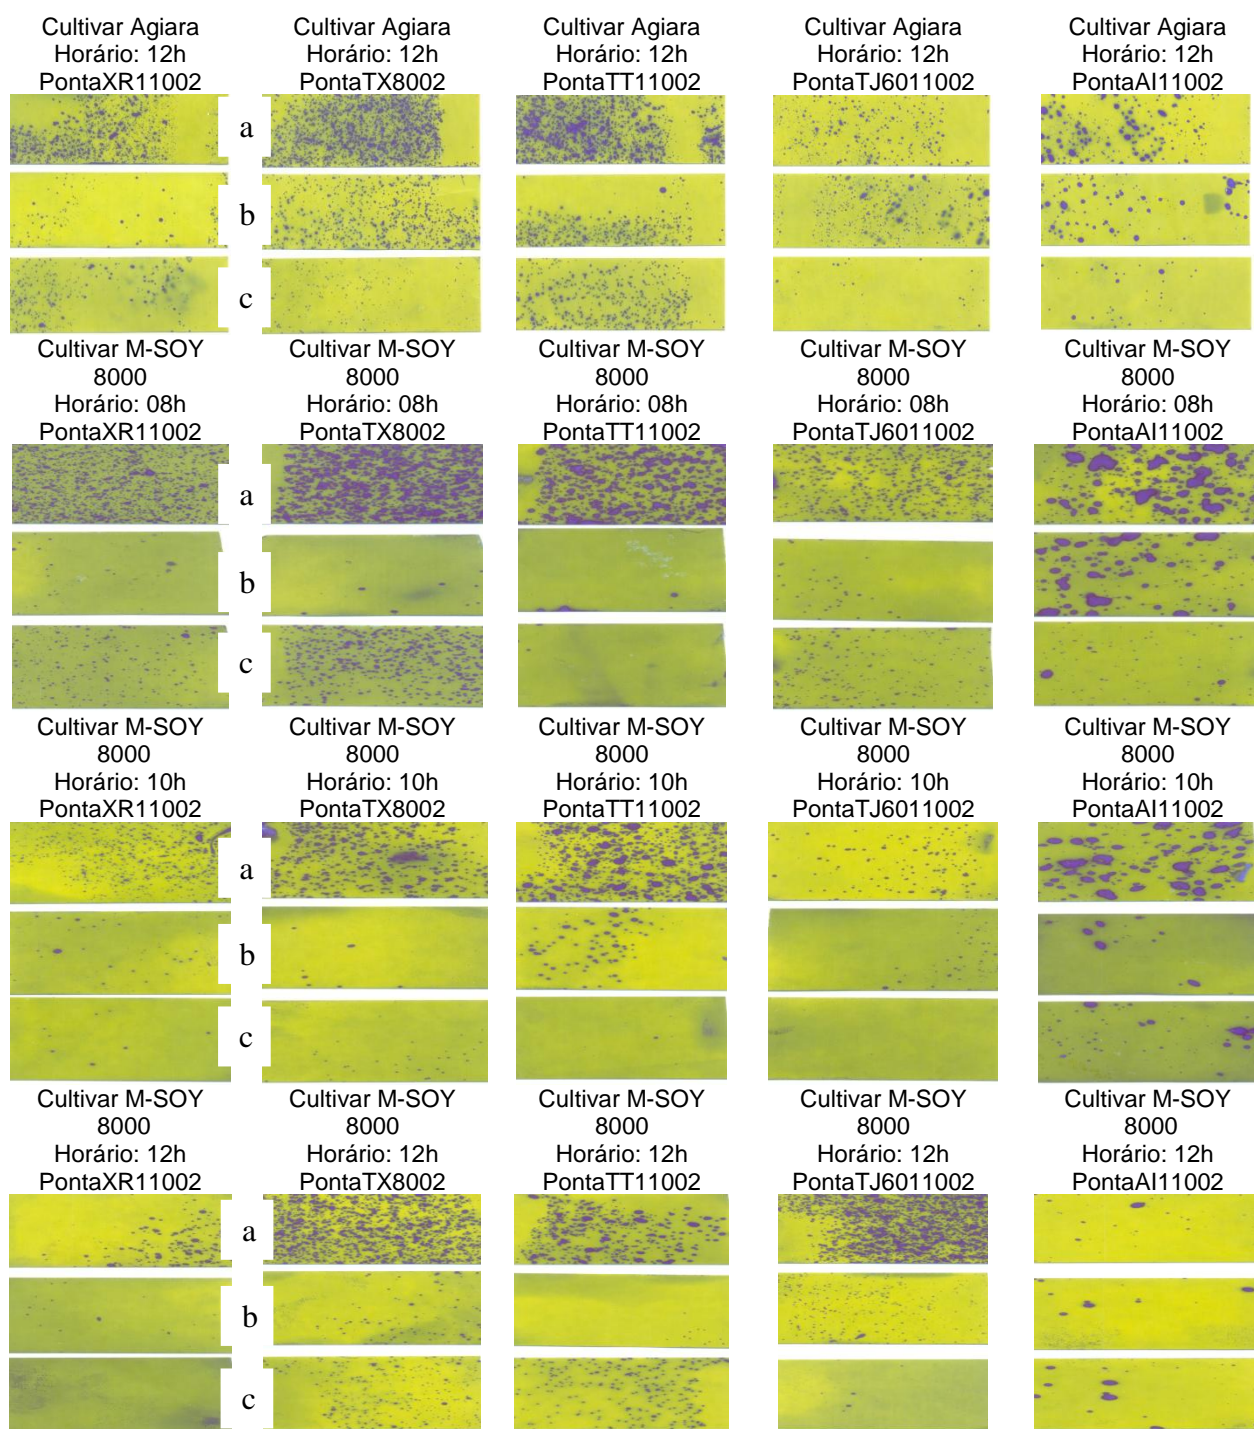 Cultivar Agiara
Horário: 12h
PontaXR11002
Cultivar Agiara
Horário: 12h
PontaTX8002
Cultivar Agiara
Horário: 12h
PontaTT11002
Cultivar Agiara
Horário: 12h
PontaTJ6011002
Cultivar Agiara
Horário: 12h
PontaAI11002
a
b
c
Cultivar M-SOY
8000
Horário: 08h
PontaXR11002
Cultivar M-SOY
8000
Horário: 08h
PontaTX8002
Cultivar M-SOY
8000
Horário: 08h
PontaTT11002
Cultivar M-SOY
8000
Horário: 08h
PontaTJ6011002
Cultivar M-SOY
8000
Horário: 08h
PontaAI11002
a
b
c
Cultivar M-SOY
8000
Horário: 10h
PontaXR11002
Cultivar M-SOY
8000
Horário: 10h
PontaTX8002
Cultivar M-SOY
8000
Horário: 10h
PontaTT11002
Cultivar M-SOY
8000
Horário: 10h
PontaTJ6011002
Cultivar M-SOY
8000
Horário: 10h
PontaAI11002
a
b
c
Cultivar M-SOY
8000
Horário: 12h
PontaXR11002
Cultivar M-SOY
8000
Horário: 12h
PontaTX8002
Cultivar M-SOY
8000
Horário: 12h
PontaTT11002
Cultivar M-SOY
8000
Horário: 12h
PontaTJ6011002
Cultivar M-SOY
8000
Horário: 12h
PontaAI11002
a
b
c